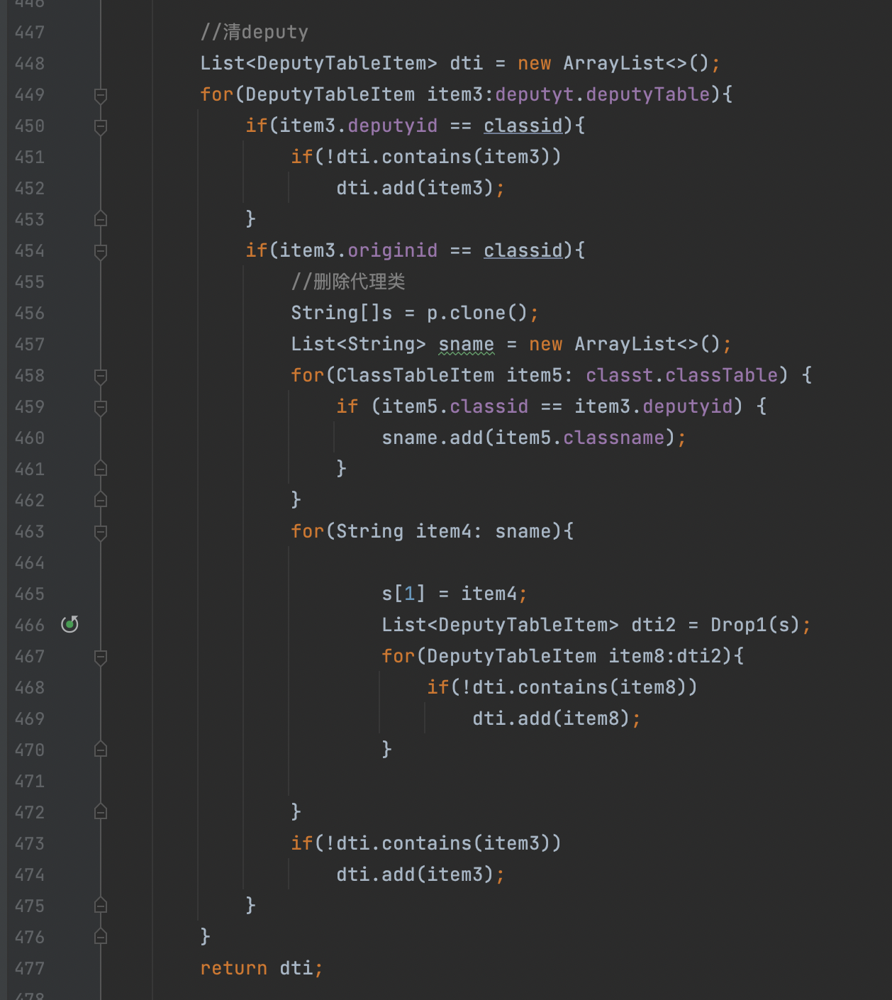 446
447 //清deputy
448 List<DeputyTableItem> dti = new ArrayList<>();
449 for(DeputyTableItem item3:deputyt.deputyTable){
450 if(item3.deputyid == classid){
451 if(!dti.contains(item3))
452 dti.add(item3);
453 }
454 if(item3.originid == classid){
455 //删除代理类
456 String[]s = p.clone();
457 List<String> sname = new ArrayList<>();
458 for(ClassTableItem item5: classt.classTable) {
459 if (item5.classid == item3.deputyid) {
460 sname.add(item5.classname);
461 }
462 }
463 for(String item4: sname){
464
465 s[1] = item4;
466 List<DeputyTableItem> dti2 = Drop1(s);
467 for(DeputyTableItem item8:dti2){
468 if(!dti.contains(item8))
469 dti.add(item8);
470 }
471
472 }
473 if(!dti.contains(item3))
474 dti.add(item3);
475 }
476 }
477 return dti;
478